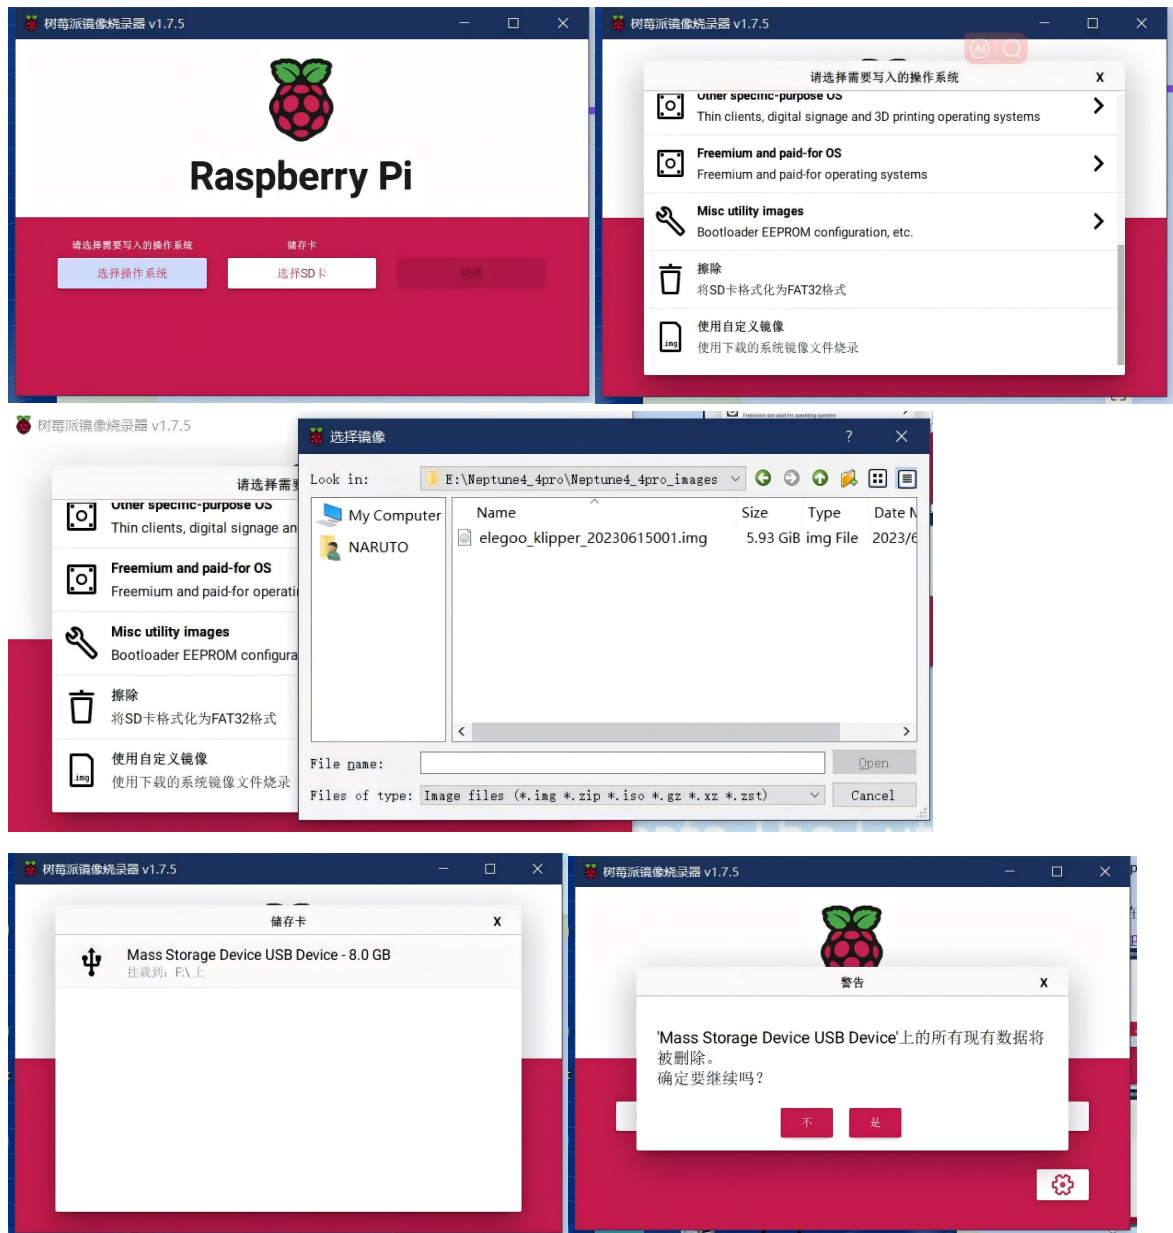 树莓派镜像烧录器 v1.7.5
Raspberry Pi
请选择需要写入的操作系统
储存卡
选择操作系统
选择SD卡
烧录
树莓派镜像烧录器 v1.7.5
AI
请选择需要写入的操作系统
X
Other specific-purpose OS
Thin clients, digital signage and 3D printing operating systems
Freemium and paid-for OS
Freemium and paid-for operating systems
Misc utility images
Bootloader EEPROM configuration, etc.
擦除
将SD卡格式化为FAT32格式
使用自定义镜像
使用下载的系统镜像文件烧录
.img
树莓派镜像烧录器 v1.7.5
请选择需要
Other specific-purpose OS
Thin clients, digital signage an
Freemium and paid-for OS
Freemium and paid-for operati
Misc utility images
Bootloader EEPROM configura
擦除
将SD卡格式化为FAT32格式
使用自定义镜像
使用下载的系统镜像文件烧录
.img
选择镜像
?
Look in:
E:\Neptune4_4pro\Neptune4_4pro_images
My Computer
NARUTO
Name Size Type Date M
elegoo_klipper_20230615001.img 5.93 GiB img File 2023/6
File name:
Open
Files of type: Image files (*.img *.zip *.iso *.gz *.xz *.zst)
Cancel
树莓派镜像烧录器 v1.7.5
储存卡
X
Mass Storage Device USB Device - 8.0 GB
挂载到：F:\ 上
树莓派镜像烧录器 v1.7.5
警告
X
'Mass Storage Device USB Device'上的所有现有数据将
被删除。
确定要继续吗？
不
是